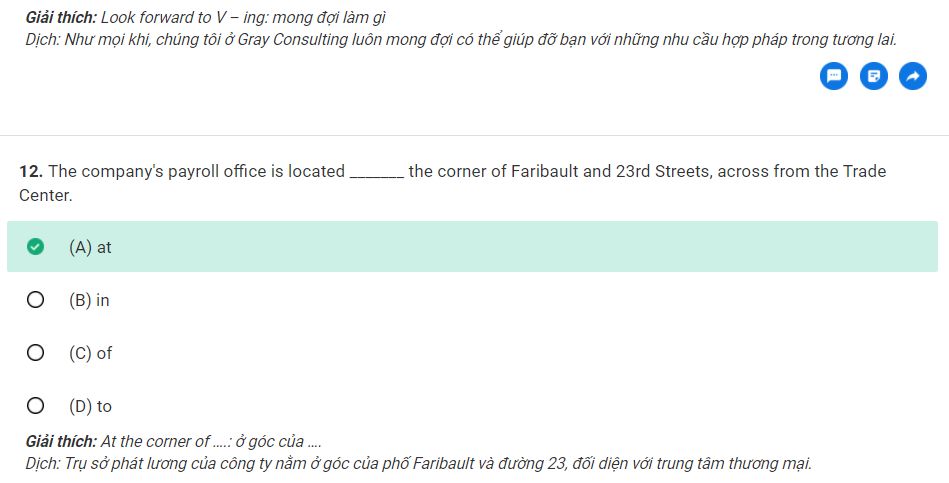 Giải thích: Look forward to V – ing: mong đợi làm gì
Dịch: Như mọi khi, chúng tôi ở Gray Consulting luôn mong đợi có thể giúp đỡ bạn với những nhu cầu hợp pháp trong tương lai.
12. The company's payroll office is located _______ the corner of Faribault and 23rd Streets, across from the Trade
Center.
(A) at
(B) in
(C) of
(D) to
Giải thích: At the corner of ....: ở góc của ....
Dịch: Trụ sở phát lương của công ty nằm ở góc của phố Faribault và đường 23, đối diện với trung tâm thương mại.